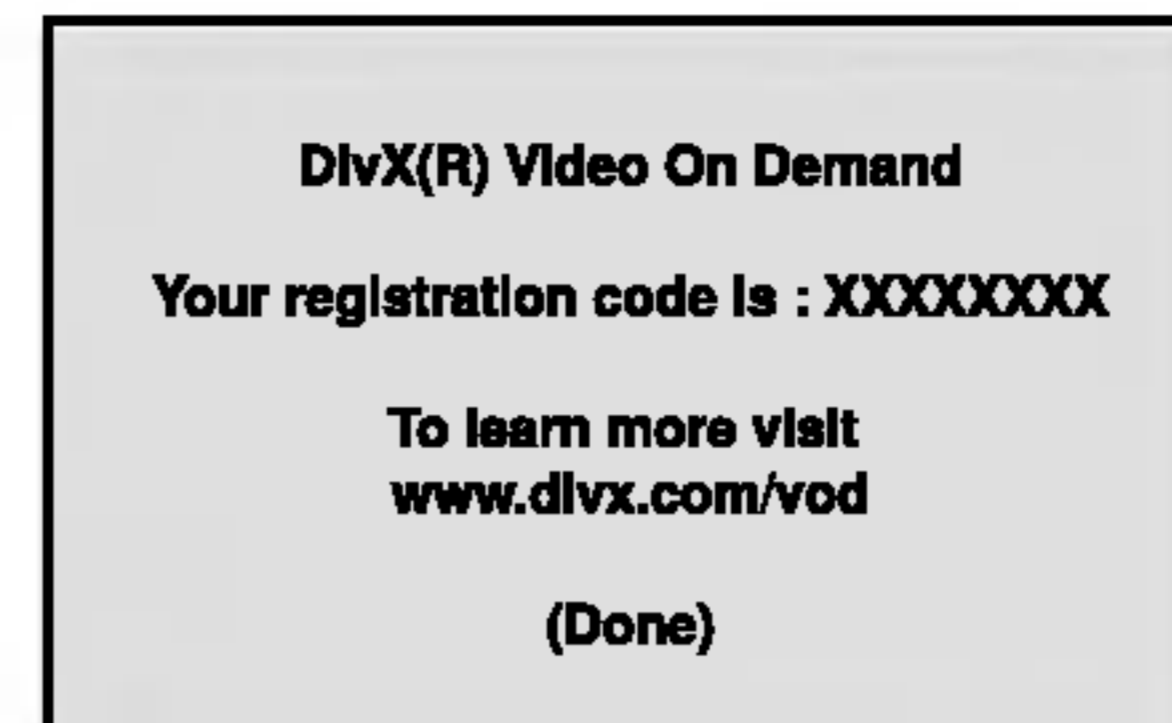 DivX(R) Video On Demand
Your registration code is : XXXXXXXX
To learn more visit
www.divx.com/vod
(Done)